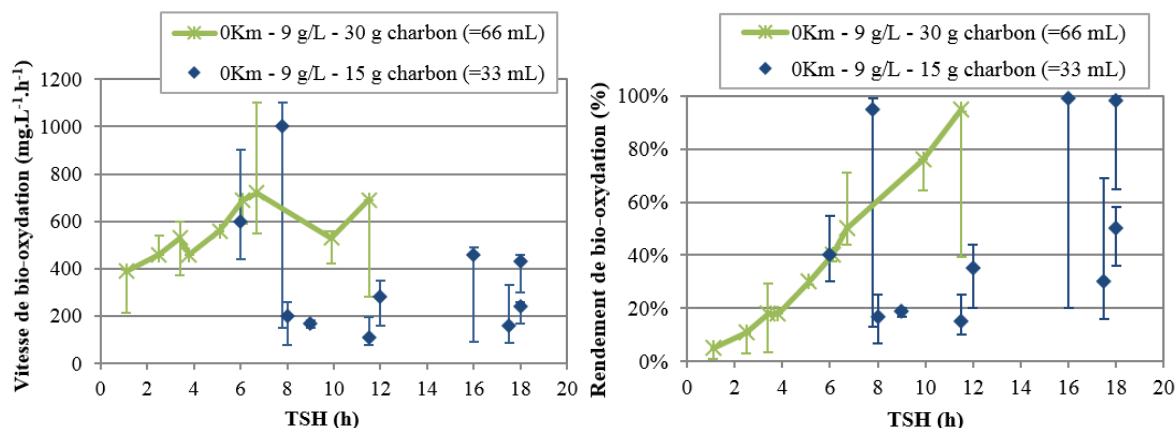 0Km - 9 g/L - 30 g charbon (=66 mL)
0Km - 9 g/L - 15 g charbon (=33 mL)
Vitesse de bio-oxydation (mg.L⁻¹.h⁻¹)
1200
1000
800
600
400
200
0
0 2 4 6 8 10 12 14 16 18 20
TSH (h)
0Km - 9 g/L - 30 g charbon (=66 mL)
0Km - 9 g/L - 15 g charbon (=33 mL)
Rendement de bio-oxydation (%)
100%
80%
60%
40%
20%
0%
0 2 4 6 8 10 12 14 16 18 20
TSH (h)